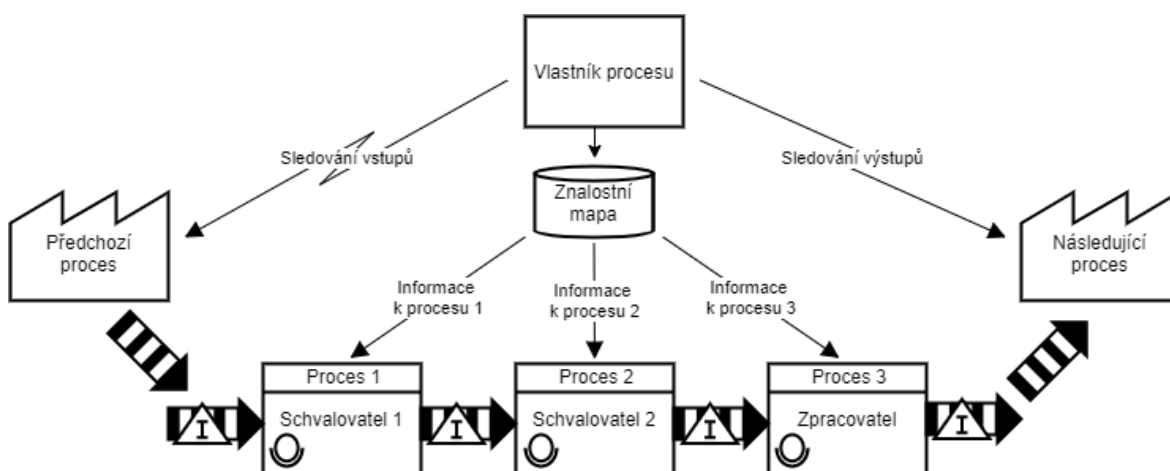 Vlastník procesu
Sledování vstupů
Sledování výstupů
Znalostní
mapa
Předchozí
proces
Následující
proces
Informace
k procesu 1
Informace
k procesu 2
Informace
k procesu 3
Proces 1
Proces 2
Proces 3
I
Schvalovatel 1
I
Schvalovatel 2
I
Zpracovatel
I